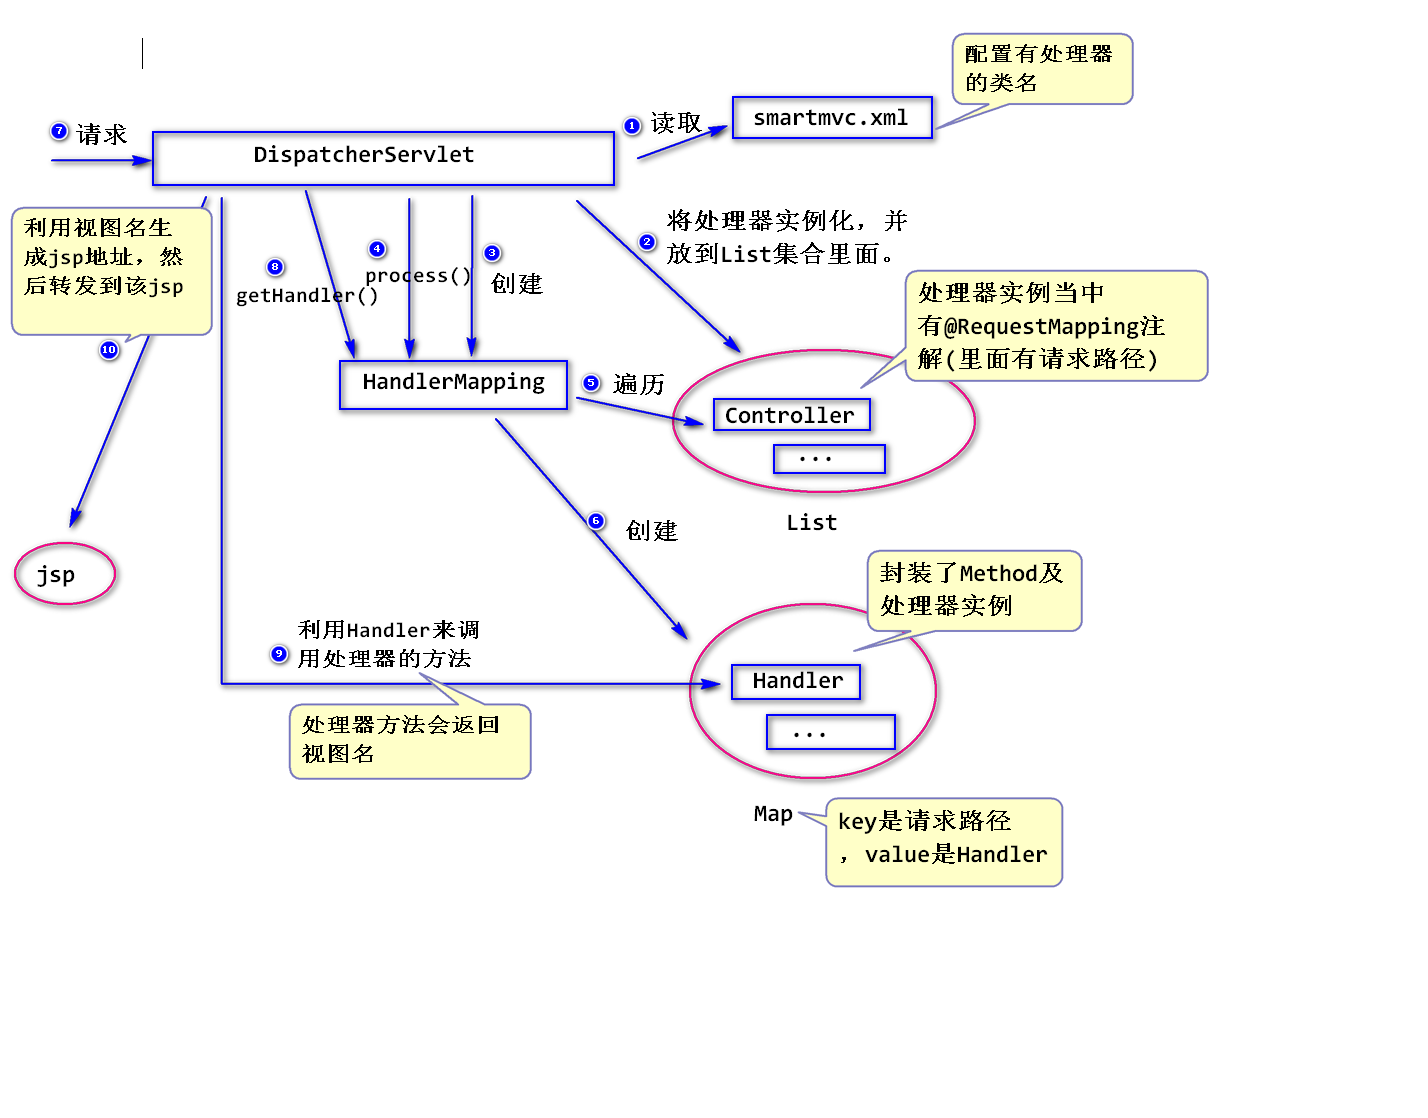 配置有处理器
的类名
1 读取
smartmvc.xml
7 请求
DispatcherServlet
利用视图名生
成jsp地址，然
后转发到该jsp
10
8
getHandler()
4
process()
3
创建
2
将处理器实例化，并
放到List集合里面。
处理器实例当中
有@RequestMapping注
解(里面有请求路径)
HandlerMapping
5 遍历
Controller
...
List
6 创建
jsp
封装了Method及
处理器实例
9
利用Handler来调
用处理器的方法
Handler
...
处理器方法会返回
视图名
Map
key是请求路径
，value是Handler